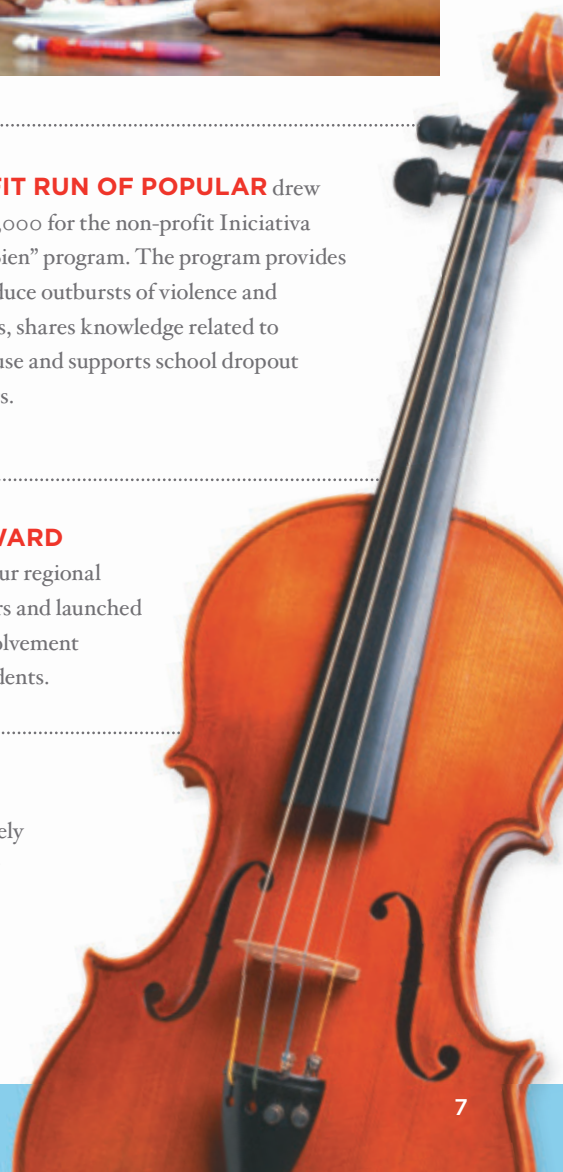 FIT RUN OF POPULAR drew
,000 for the non-profit Iniciativa
ien” program. The program provides
duce outbursts of violence and
s, shares knowledge related to
use and supports school dropout
s.
WARD
ur regional
rs and launched
olvement
dents.
ely
7